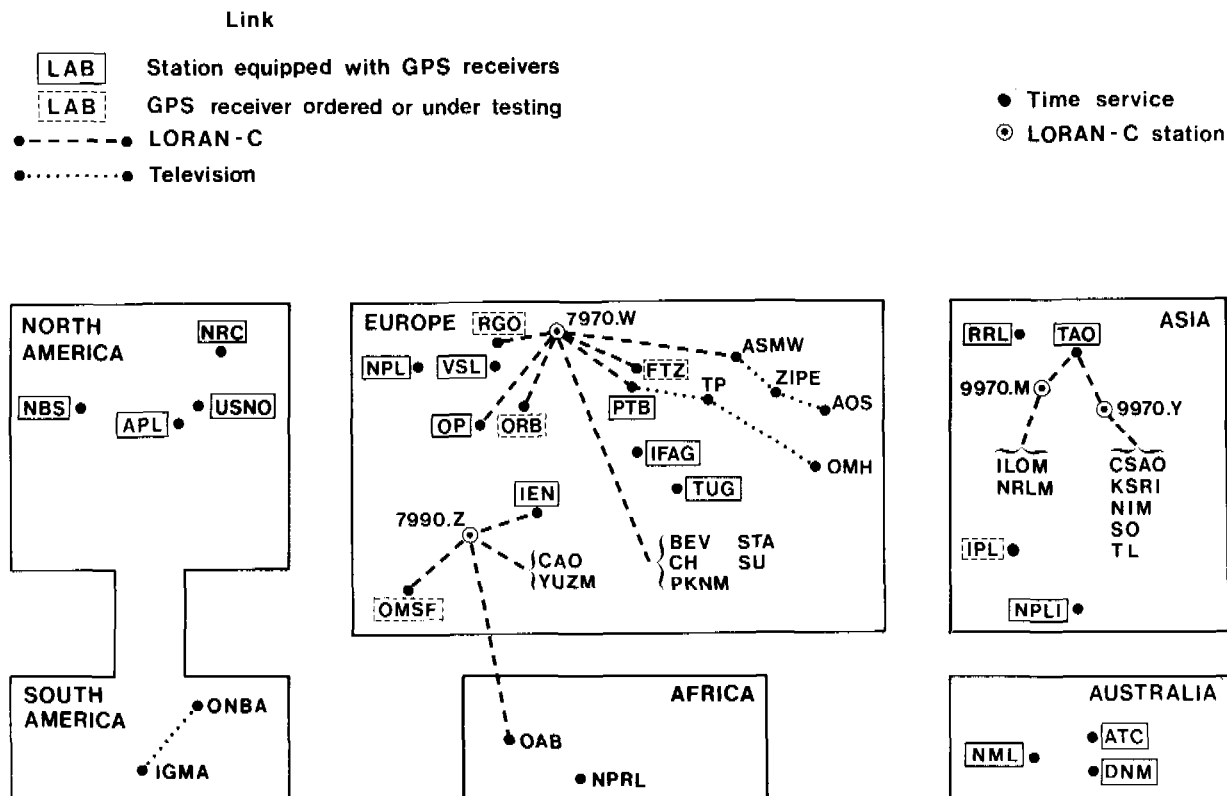 Link
LAB Station equipped with GPS receivers
LAB GPS receiver ordered or under testing
LORAN-C
Television
Time service
LORAN-C station
NORTH
AMERICA
NRC
NBS
APL
USNO
SOUTH
AMERICA
ONBA
IGMA
EUROPE
RGO
7970.W
NPL
VSL
ASMW
FTZ
TP
ZIPE
PTB
AOS
OP
ORB
IFAG
OMH
TUG
IEN
7990.Z
CAO
YUZM
BEV STA
CH SU
PKNM
OMSF
AFRICA
OAB
NPRL
ASIA
RRL
TAO
9970.M
9970.Y
ILOM
NRLM
CSAO
KSRI
NIM
SO
TL
IPL
NPLI
AUSTRALIA
NML
ATC
DNM